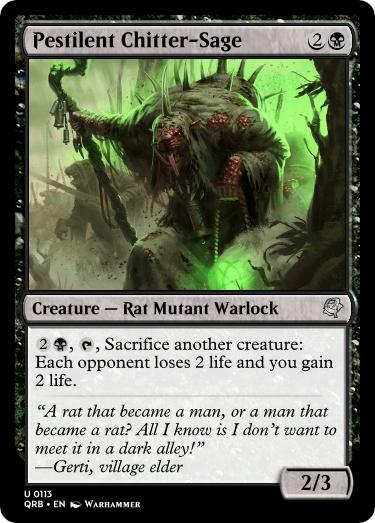 Pestilent Chitter-Sage 2
Creature — Rat Mutant Warlock
2 , , Sacrifice another creature:
Each opponent loses 2 life and you gain
2 life.
“A rat that became a man, or a man that
became a rat? All I know is I don’t want to
meet it in a dark alley!”
—Gerti, village elder
2/3
U 0113
QRB • EN Warhammer